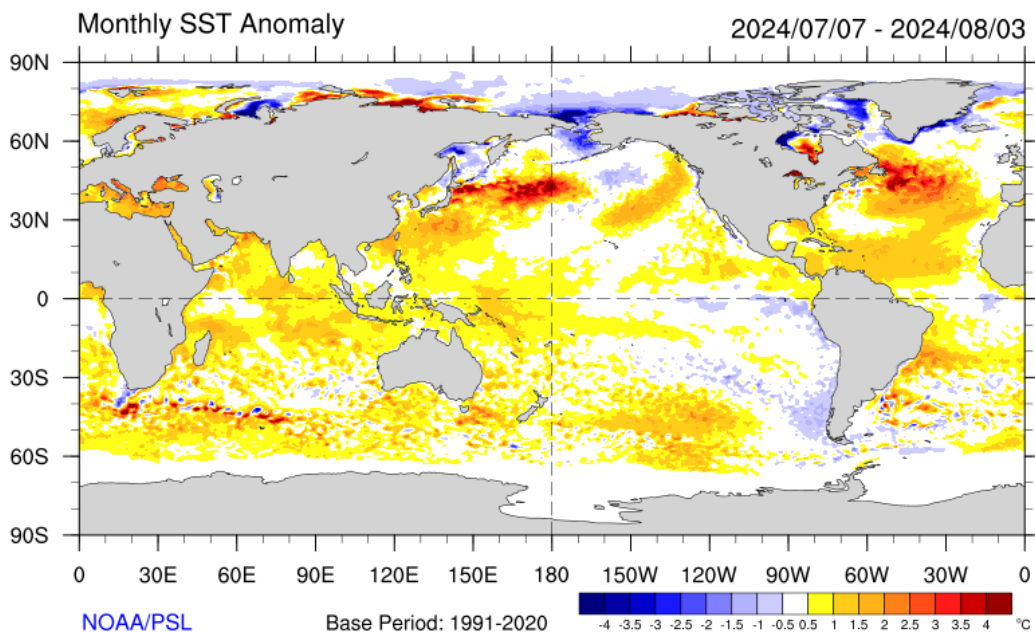 Monthly SST Anomaly 2024/07/07 - 2024/08/03
90N
60N
30N
0
30S
60S
90S
0 30E 60E 90E 120E 150E 180 150W 120W 90W 60W 30W 0
NOAA/PSL Base Period: 1991-2020
-4 -3.5 -3 -2.5 -2 -1.5 -1 -0.5 0.5 1 1.5 2 2.5 3 3.5 4 °C